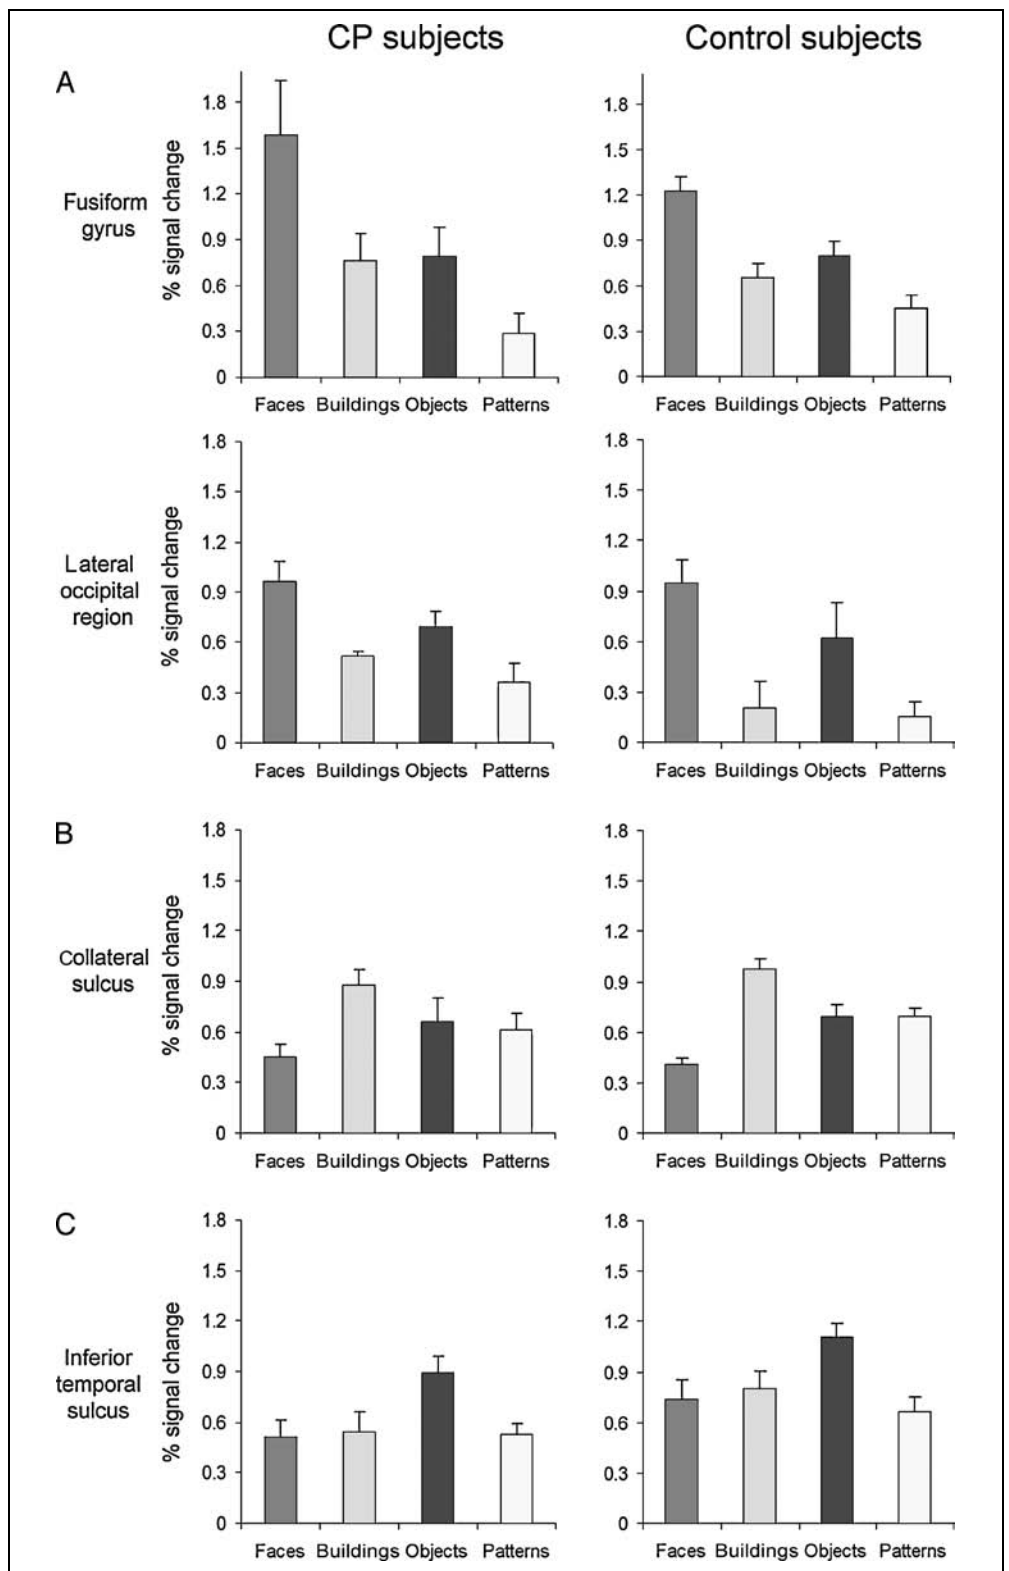 CP subjects Control subjects
A
Fusiform
gyrus
% signal change
1.8
1.5
1.2
0.9
0.6
0.3
0
Faces Buildings Objects Patterns
1.8
1.5
1.2
0.9
0.6
0.3
0
Faces Buildings Objects Patterns
Lateral
occipital
region
% signal change
1.8
1.5
1.2
0.9
0.6
0.3
0
Faces Buildings Objects Patterns
1.8
1.5
1.2
0.9
0.6
0.3
0
Faces Buildings Objects Patterns
B
Collateral
sulcus
% signal change
1.8
1.5
1.2
0.9
0.6
0.3
0
Faces Buildings Objects Patterns
1.8
1.5
1.2
0.9
0.6
0.3
0
Faces Buildings Objects Patterns
C
Inferior
temporal
sulcus
% signal change
1.8
1.5
1.2
0.9
0.6
0.3
0
Faces Buildings Objects Patterns
1.8
1.5
1.2
0.9
0.6
0.3
0
Faces Buildings Objects Patterns